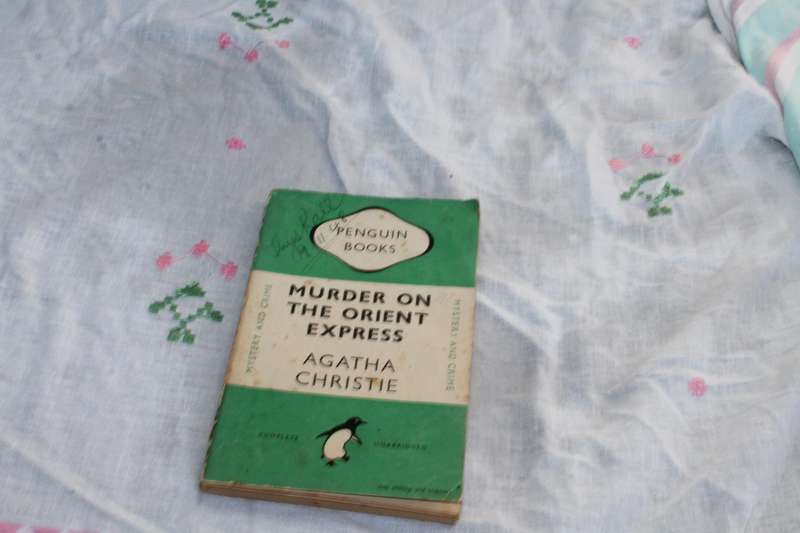 PENGUIN
BOOKS
MURDER ON
THE ORIENT
EXPRESS
AGATHA
CHRISTIE
MYSTERY AND CRIME
MYSTERY AND CRIME
COMPLETE UNABRIDGED